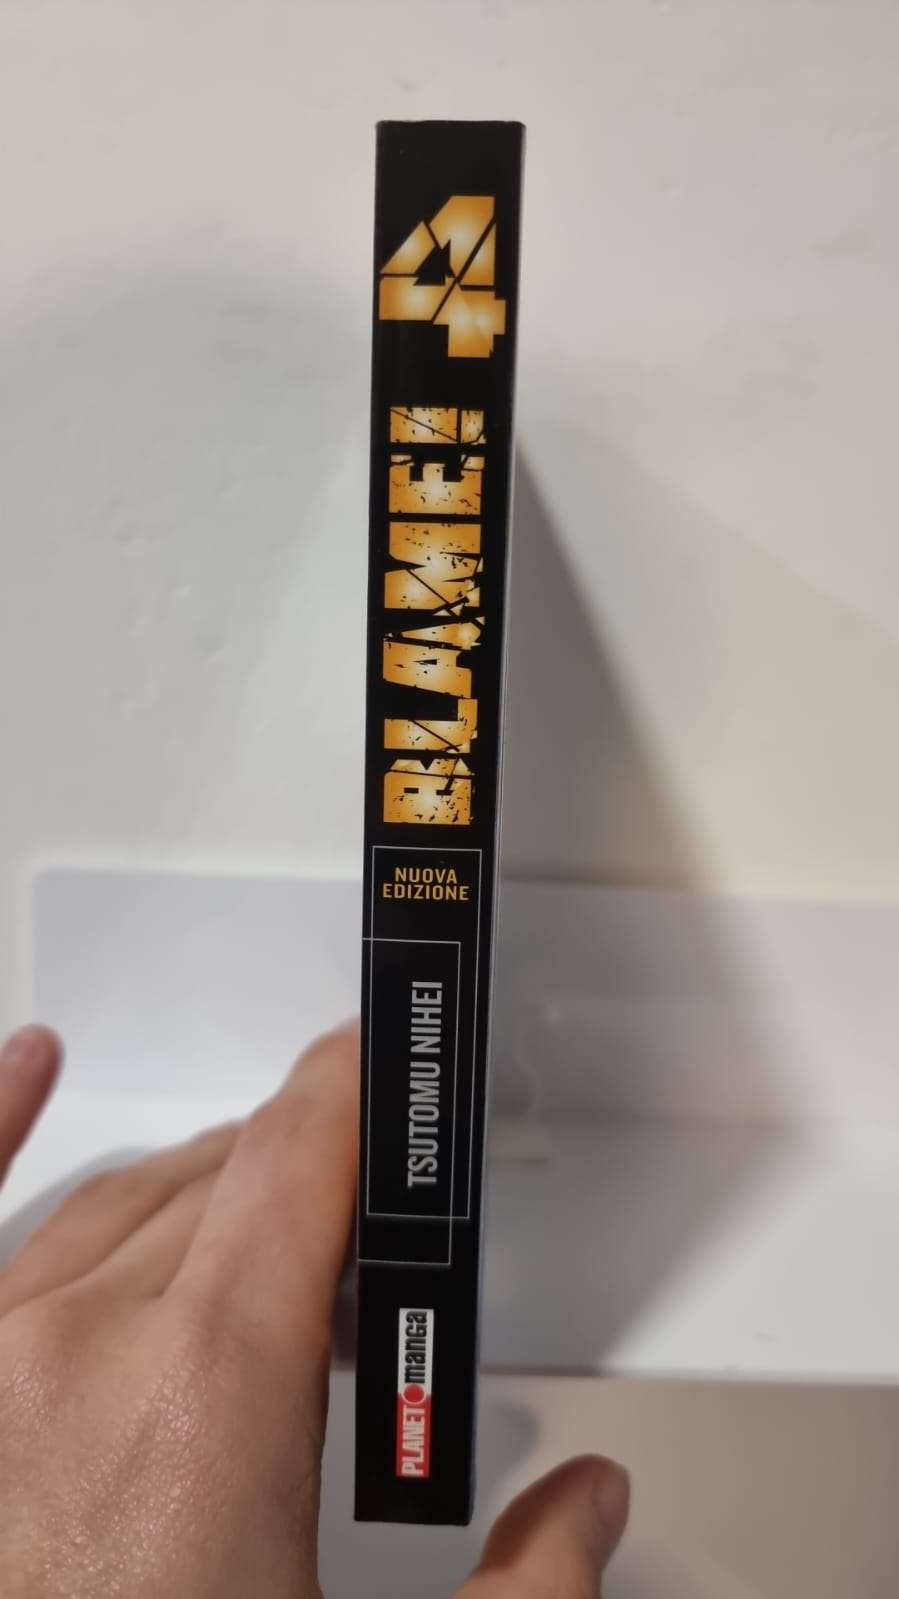 4
BLAME!
NUOVA
EDIZIONE
TSUTOMU NIHEI
PLANET manga